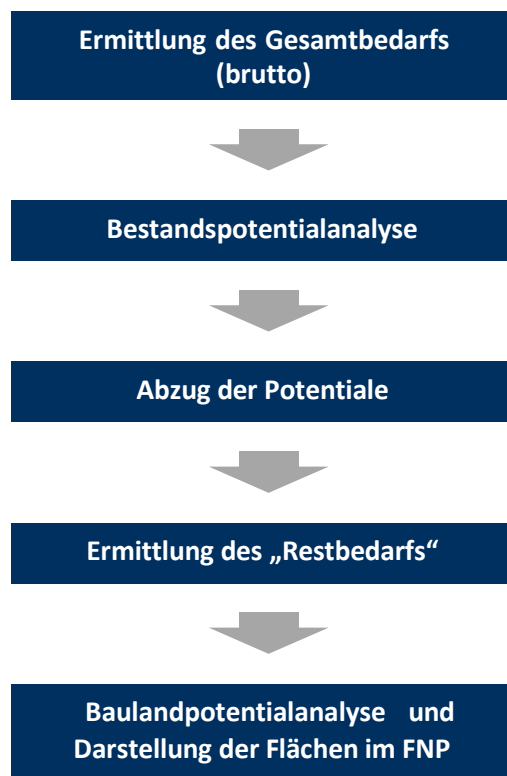 Ermittlung des Gesamtbedarfs
(brutto)
Bestandspotentialanalyse
Abzug der Potentiale
Ermittlung des „Restbedarfs“
Baulandpotentialanalyse und
Darstellung der Flächen im FNP